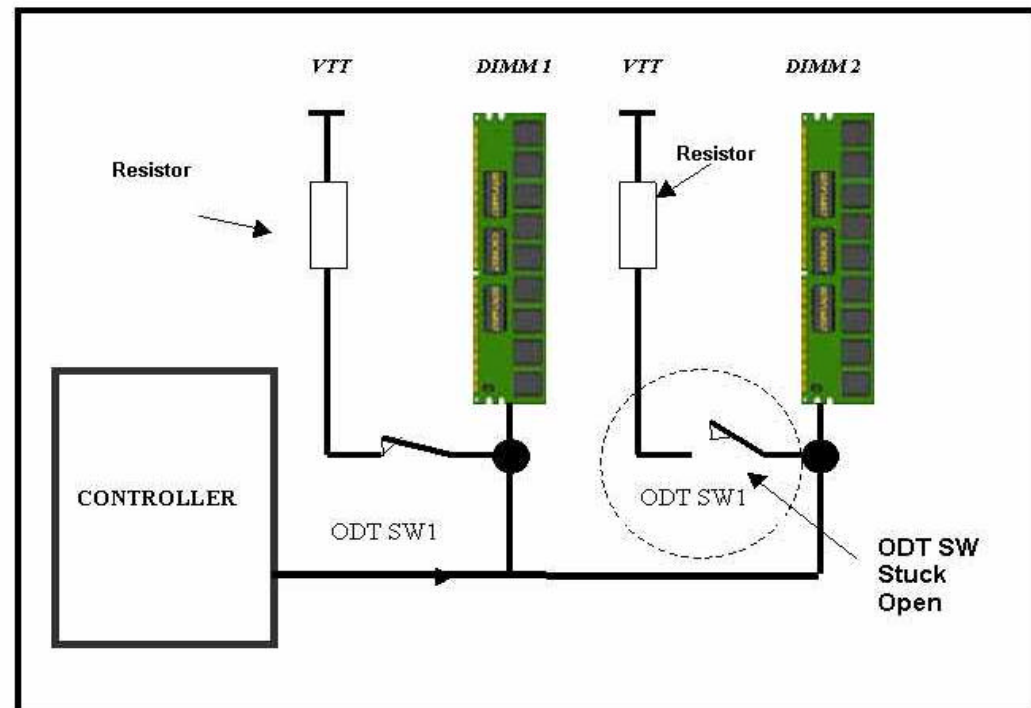 VTT
DIMM 1
VTT
DIMM 2
Resistor
Resistor
CONTROLLER
ODT SW1
ODT SW1
ODT SW
Stuck
Open